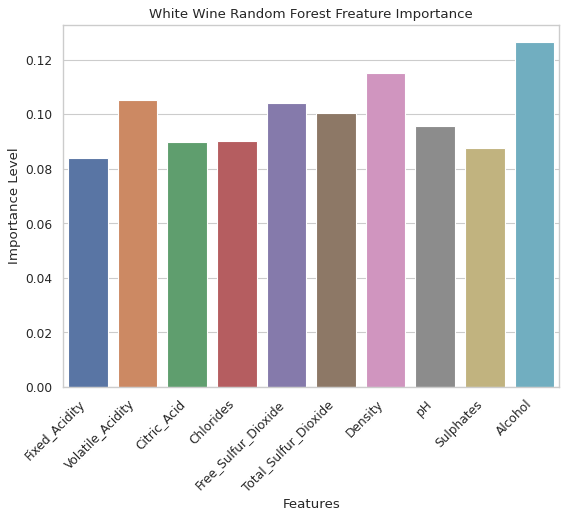 White Wine Random Forest Freature Importance
Importance Level
0.12
0.10
0.08
0.06
0.04
0.02
0.00
Fixed_Acidity
Volatile_Acidity
Citric_Acid
Chlorides
Free_Sulfur_Dioxide
Total_Sulfur_Dioxide
Density
pH
Sulphates
Alcohol
Features